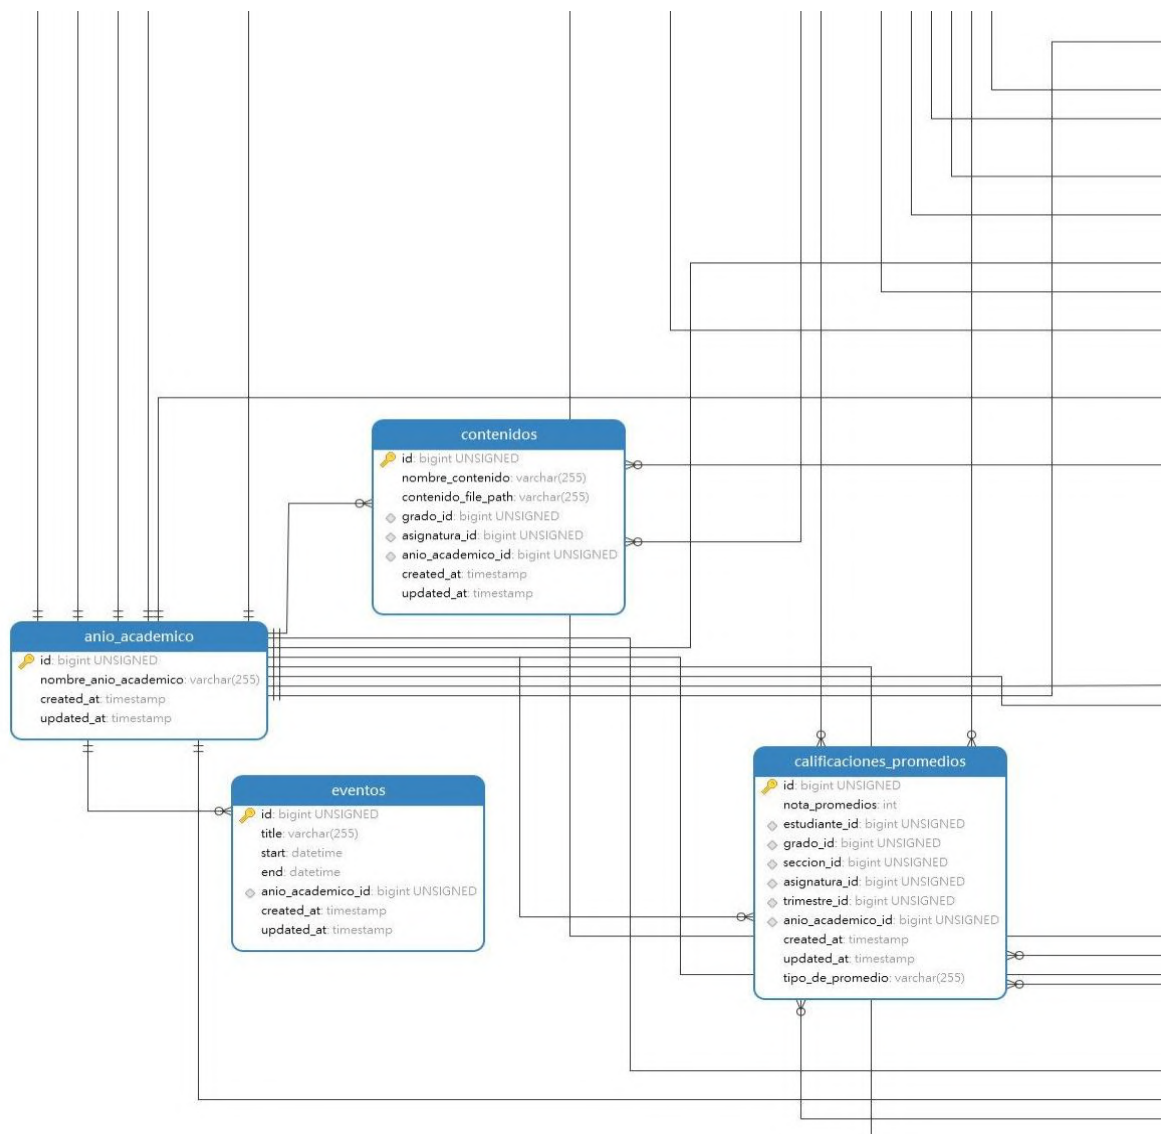 contenidos
id: bigint UNSIGNED
nombre_contenido: varchar(255)
contenido_file_path: varchar(255)
grado_id: bigint UNSIGNED
asignatura_id: bigint UNSIGNED
anio_academico_id: bigint UNSIGNED
created_at: timestamp
updated_at: timestamp
anio_academico
id: bigint UNSIGNED
nombre_anio_academico: varchar(255)
created_at: timestamp
updated_at: timestamp
eventos
id: bigint UNSIGNED
title: varchar(255)
start: datetime
end: datetime
anio_academico_id: bigint UNSIGNED
created_at: timestamp
updated_at: timestamp
calificaciones_promedios
id: bigint UNSIGNED
nota_promedios: int
estudiante_id: bigint UNSIGNED
grado_id: bigint UNSIGNED
seccion_id: bigint UNSIGNED
asignatura_id: bigint UNSIGNED
trimestre_id: bigint UNSIGNED
anio_academico_id: bigint UNSIGNED
created_at: timestamp
updated_at: timestamp
tipo_de_promedio: varchar(255)